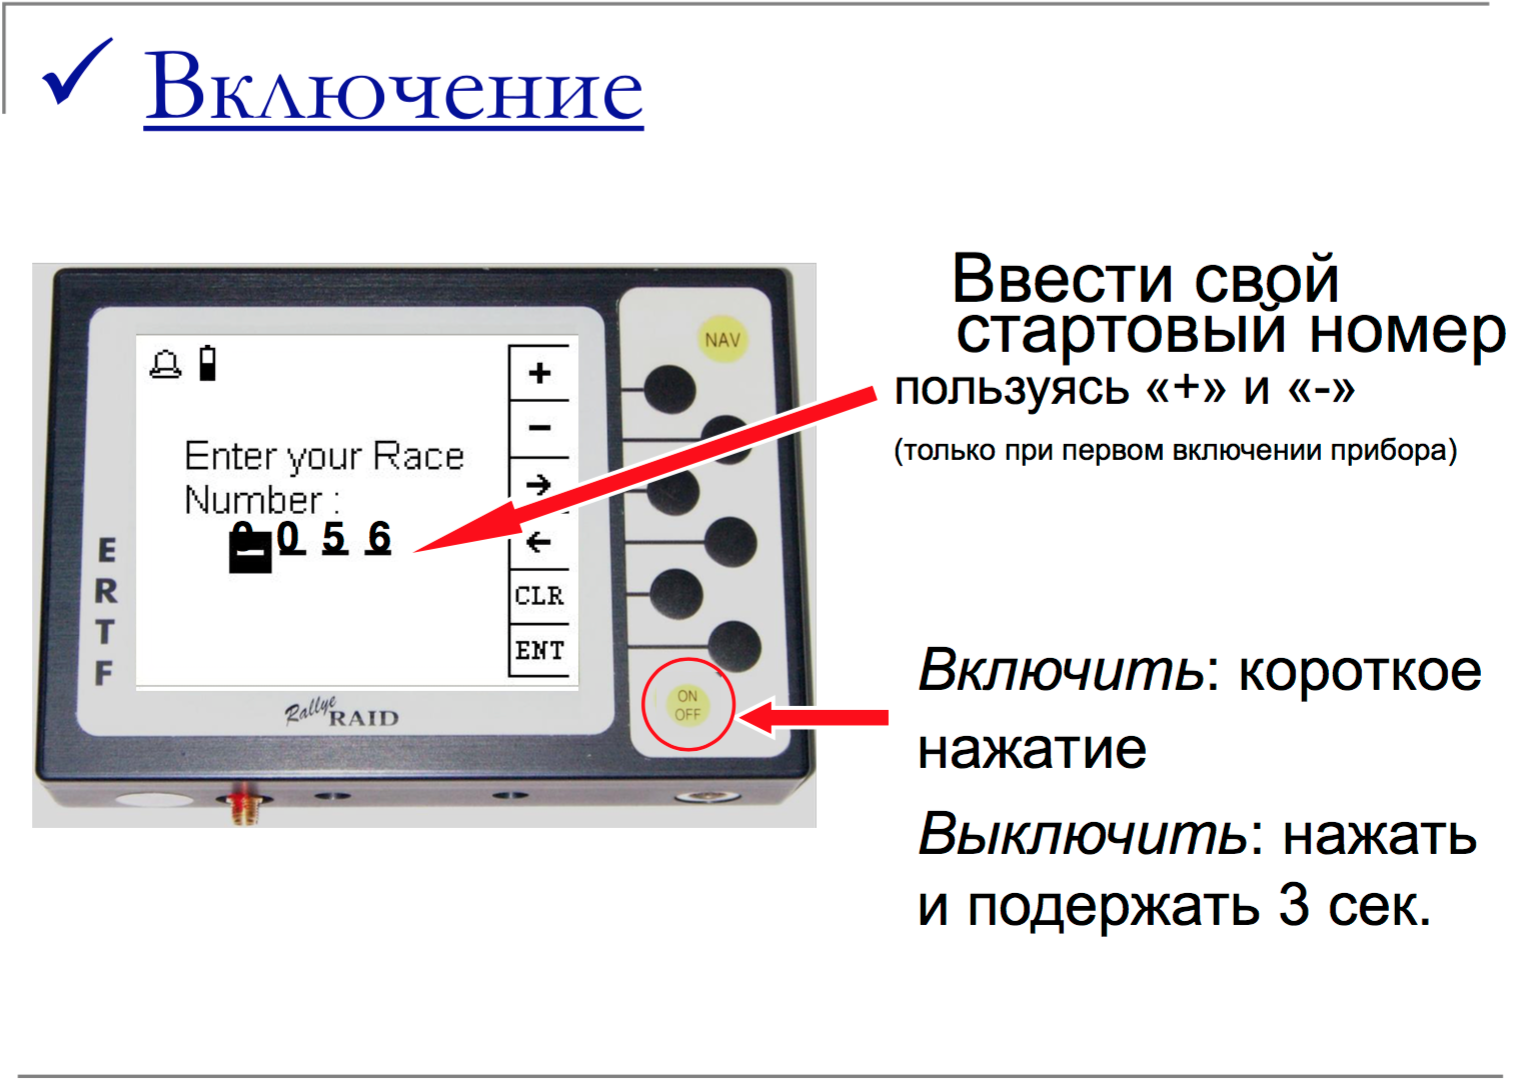 Включение
Ввести свой
стартовый номер
пользуясь «+» и «-»
(только при первом включении прибора)
NAV
+
−
→
←
CLR
ENT
Enter your Race
Number :
0 0 5 6
E
R
T
F
Rallye
RAID
ON
OFF
Включить: короткое
нажатие
Выключить: нажать
и подержать 3 сек.